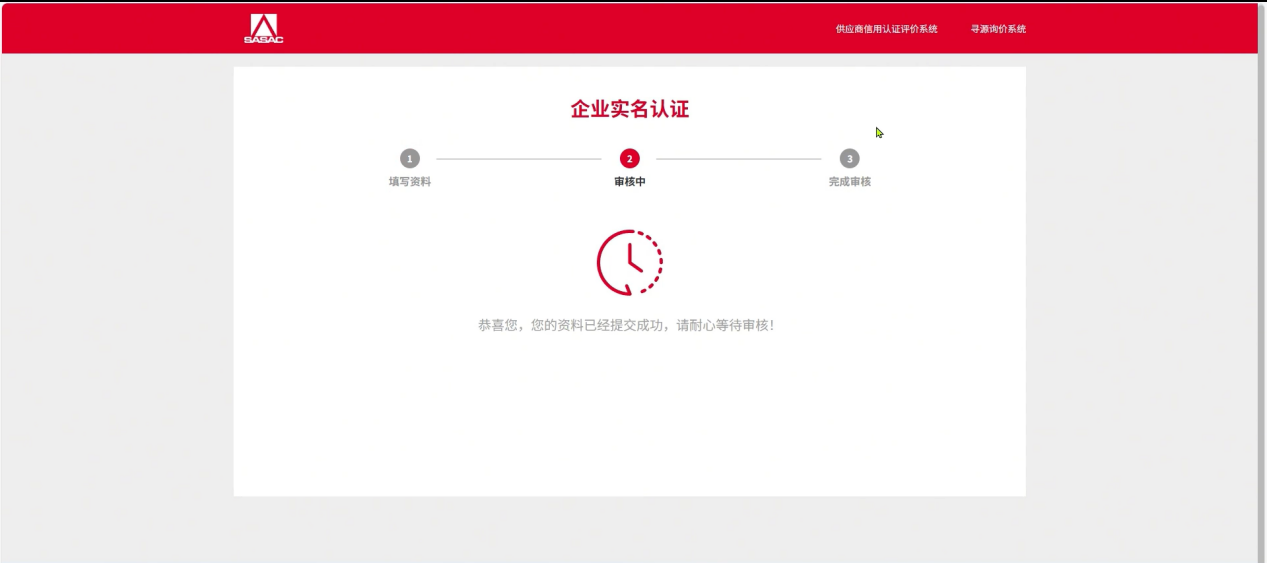 SASAC
供应商信用认证评价系统 寻源询价系统
企业实名认证
1 2 3
填写资料 审核中 完成审核
恭喜您，您的资料已经提交成功，请耐心等待审核！